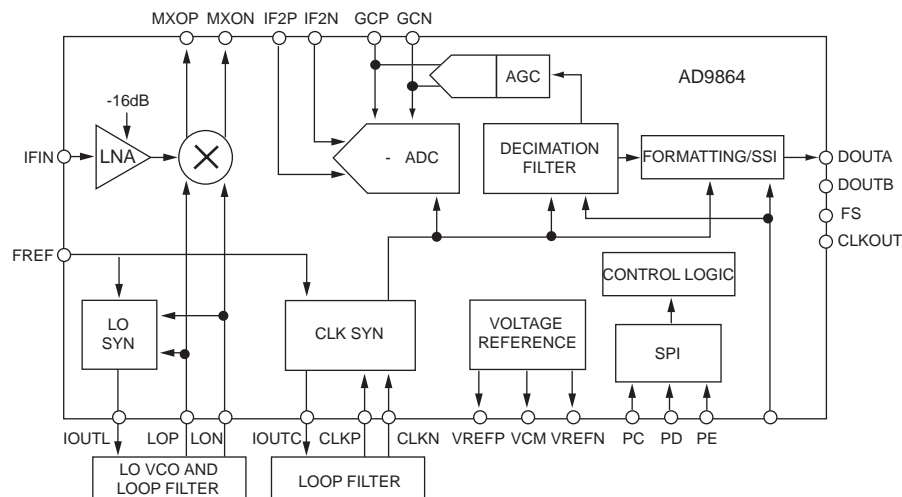 MXOP MXON IF2P IF2N GCP GCN
AGC
AD9864
-16dB
IFIN
LNA
- ADC
DECIMATION
FILTER
FORMATTING/SSI
DOUTA
DOUTB
FS
CLKOUT
FREF
CONTROL LOGIC
LO
SYN
CLK SYN
VOLTAGE
REFERENCE
SPI
IOUTL LOP LON IOUTC CLKP CLKN VREFP VCM VREFN PC PD PE
LO VCO AND
LOOP FILTER
LOOP FILTER